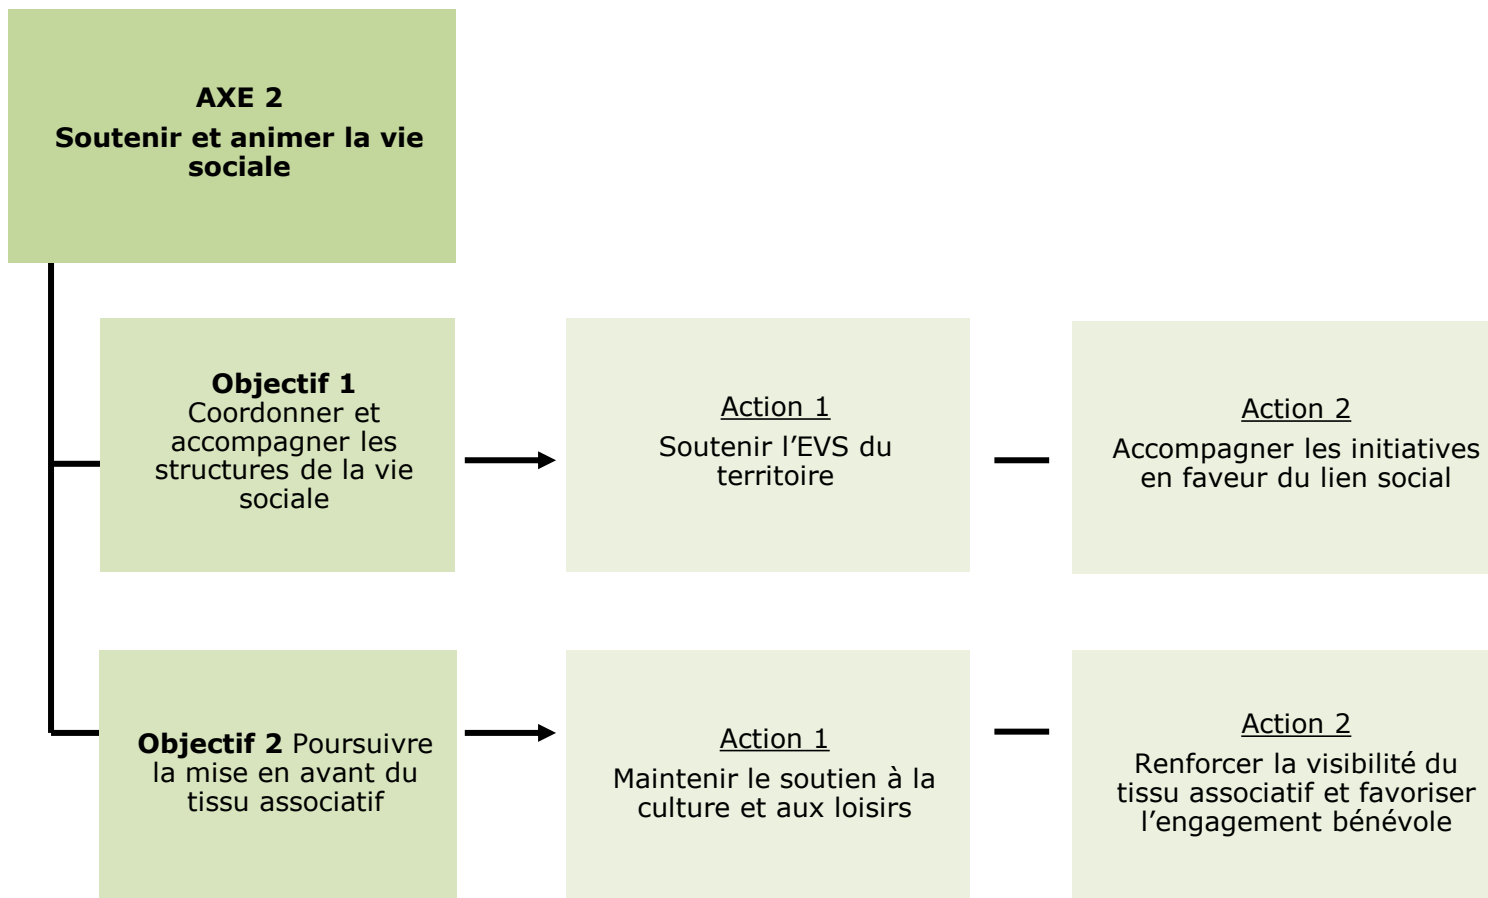 AXE 2
Soutenir et animer la vie
sociale
Objectif 1
Coordonner et
accompagner les
structures de la vie
sociale
Action 1
Soutenir l’EVS du
territoire
Action 2
Accompagner les initiatives
en faveur du lien social
Objectif 2 Poursuivre
la mise en avant du
tissu associatif
Action 1
Maintenir le soutien à la
culture et aux loisirs
Action 2
Renforcer la visibilité du
tissu associatif et favoriser
l’engagement bénévole